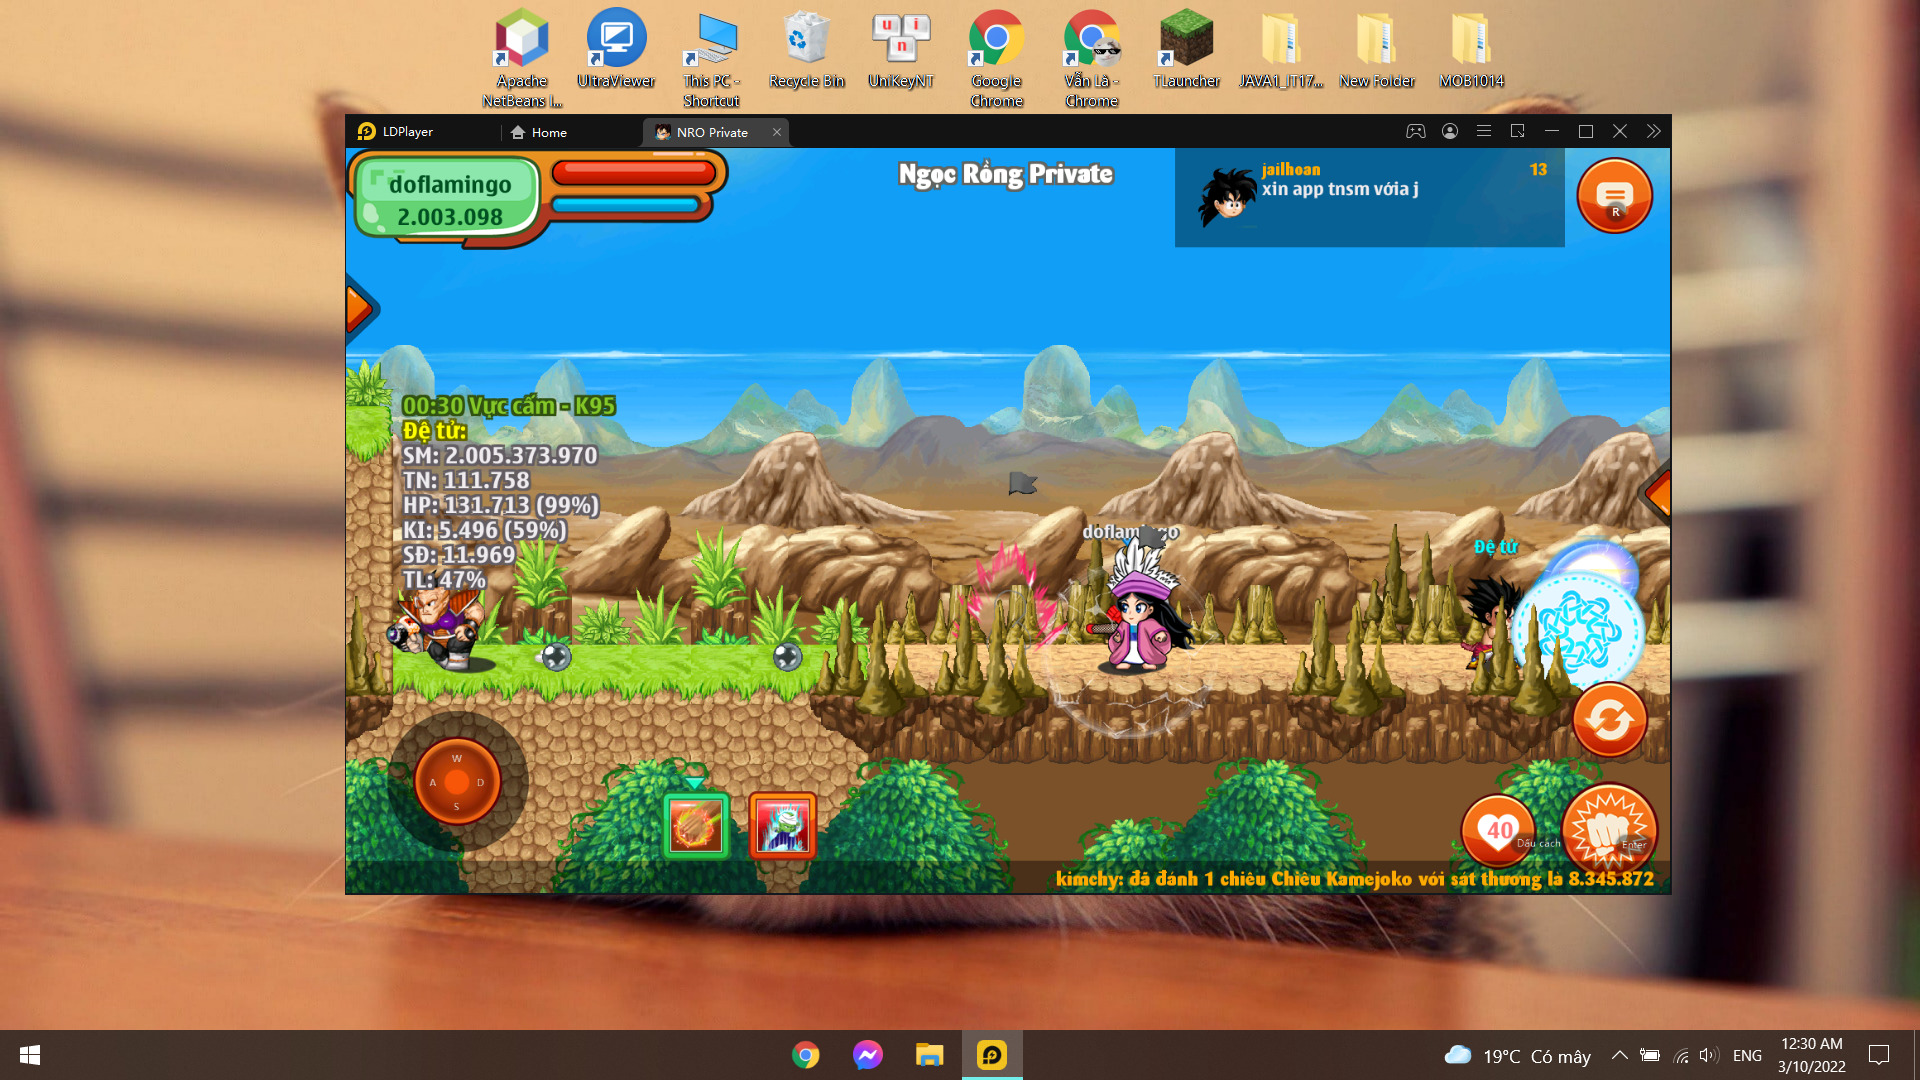 Apache
NetBeans I...
UltraViewer
This PC -
Shortcut
Recycle Bin
UniKeyNT
Google
Chrome
Vẫn Là -
Chrome
TLauncher
JAVA1_IT17...
New Folder
MOB1014
LDPlayer
Home
NRO Private
doflamingo
2.003.098
Ngọc Rồng Private
jailhoan
13
xin app tnsm vớia j
R
00:30 Vực cấm - K95
Đệ tử:
SM: 2.005.373.970
TN: 111.758
HP: 131.713 (99%)
KI: 5.496 (59%)
SĐ: 11.969
TL: 47%
Đệ tử
W
A
D
S
40
Dấu cách
Enter
kimchy: đã đánh 1 chiêu Chiêu Kamejoko với sát thương là 8.345.872
19°C Có mây
ENG
12:30 AM
3/10/2022